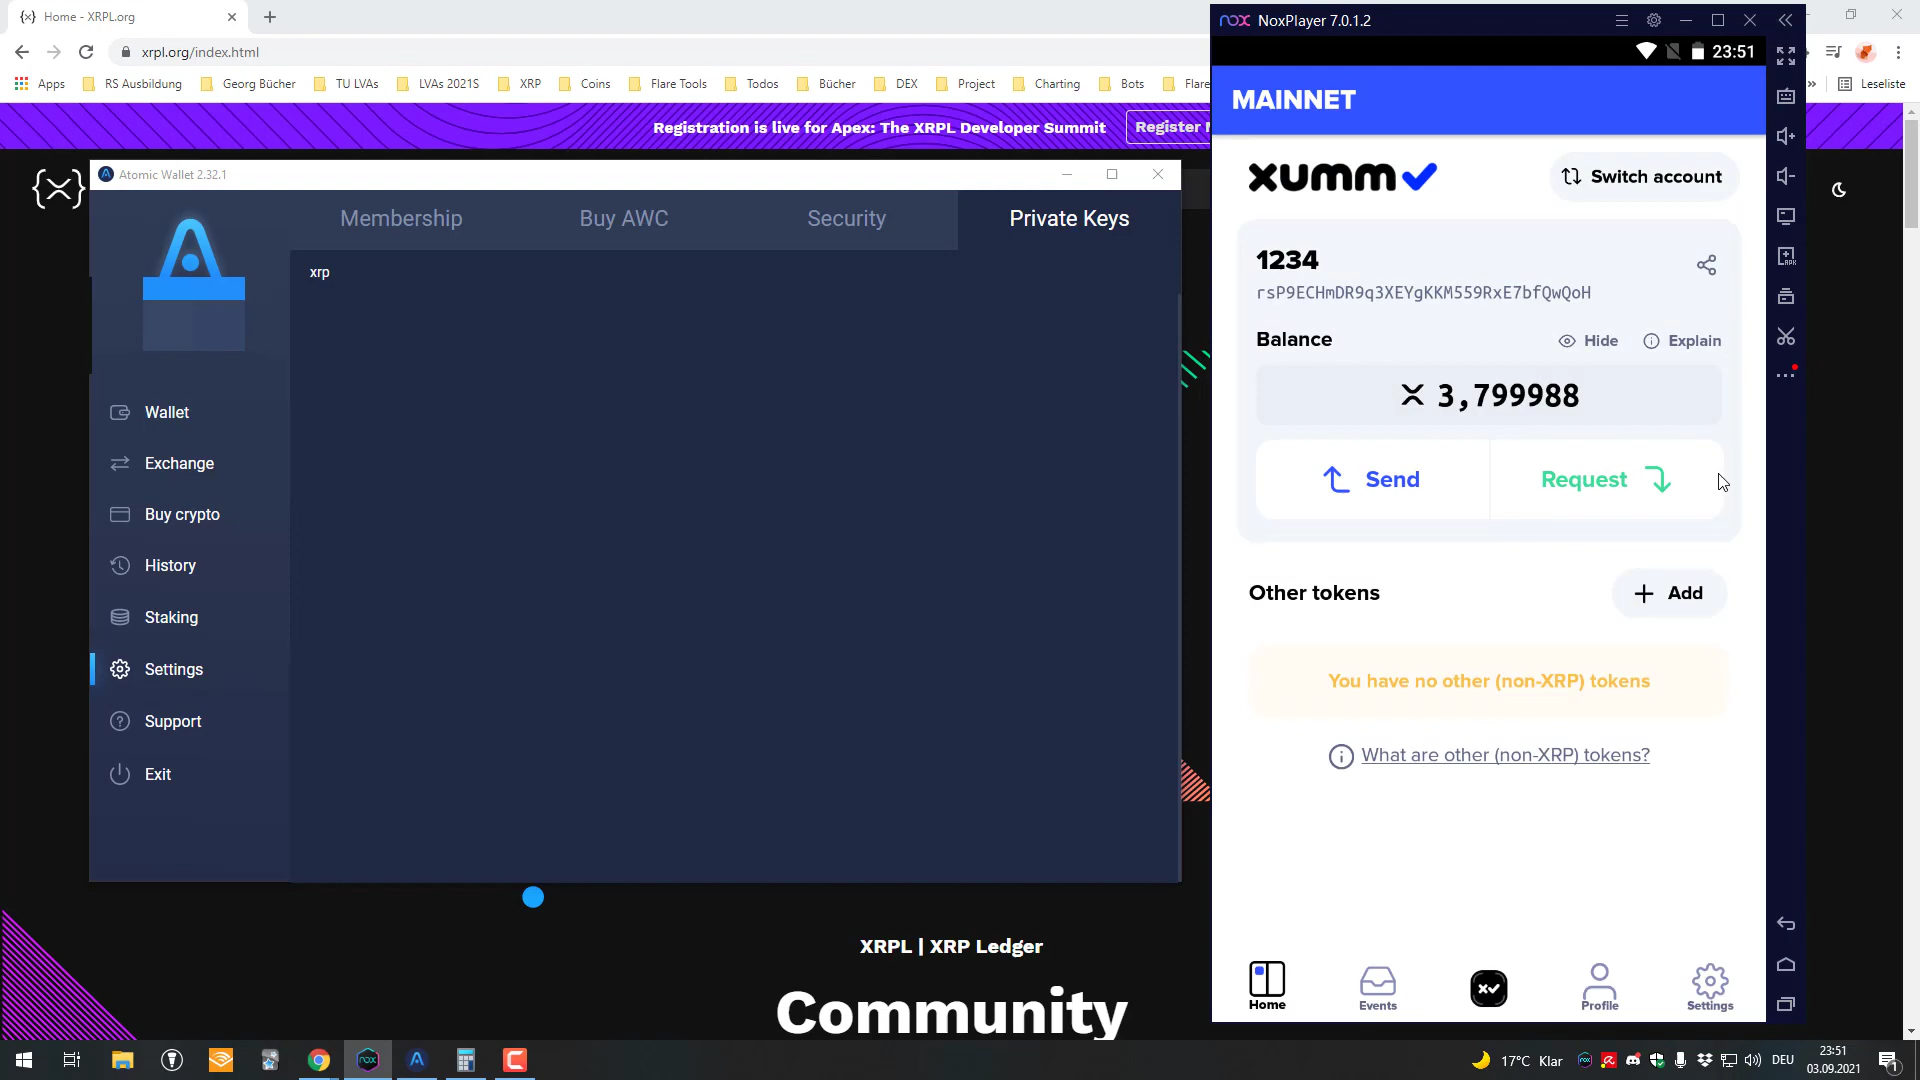 Home - XRPL.org
xrpl.org/index.html
Apps
RS Ausbildung
Georg Bücher
TU LVAs
LVAs 2021S
XRP
Coins
Flare Tools
Todos
Bücher
DEX
Project
Charting
Bots
Flare
»
Leseliste
Registration is live for Apex: The XRPL Developer Summit
Register
Atomic Wallet 2.32.1
Membership
Buy AWC
Security
Private Keys
xrp
Wallet
Exchange
Buy crypto
History
Staking
Settings
Support
Exit
XRPL | XRP Ledger
Community
nox NoxPlayer 7.0.1.2
23:51
MAINNET
xumm
Switch account
1234
rsP9ECHmDR9q3XEYgKKM559RxE7bfQwQoH
Balance
Hide
Explain
3,799988
Send
Request
Other tokens
+ Add
You have no other (non-XRP) tokens
What are other (non-XRP) tokens?
Home
Events
Profile
Settings
17°C Klar
DEU
23:51
03.09.2021
1